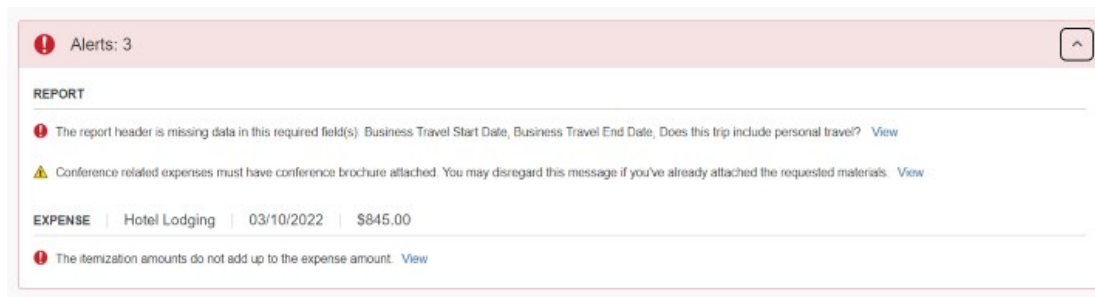 Alerts: 3
REPORT
The report header is missing data in this required field(s): Business Travel Start Date, Business Travel End Date, Does this trip include personal travel? View
Conference related expenses must have conference brochure attached. You may disregard this message if you've already attached the requested materials. View
EXPENSE | Hotel Lodging | 03/10/2022 | $845.00
The itemization amounts do not add up to the expense amount. View